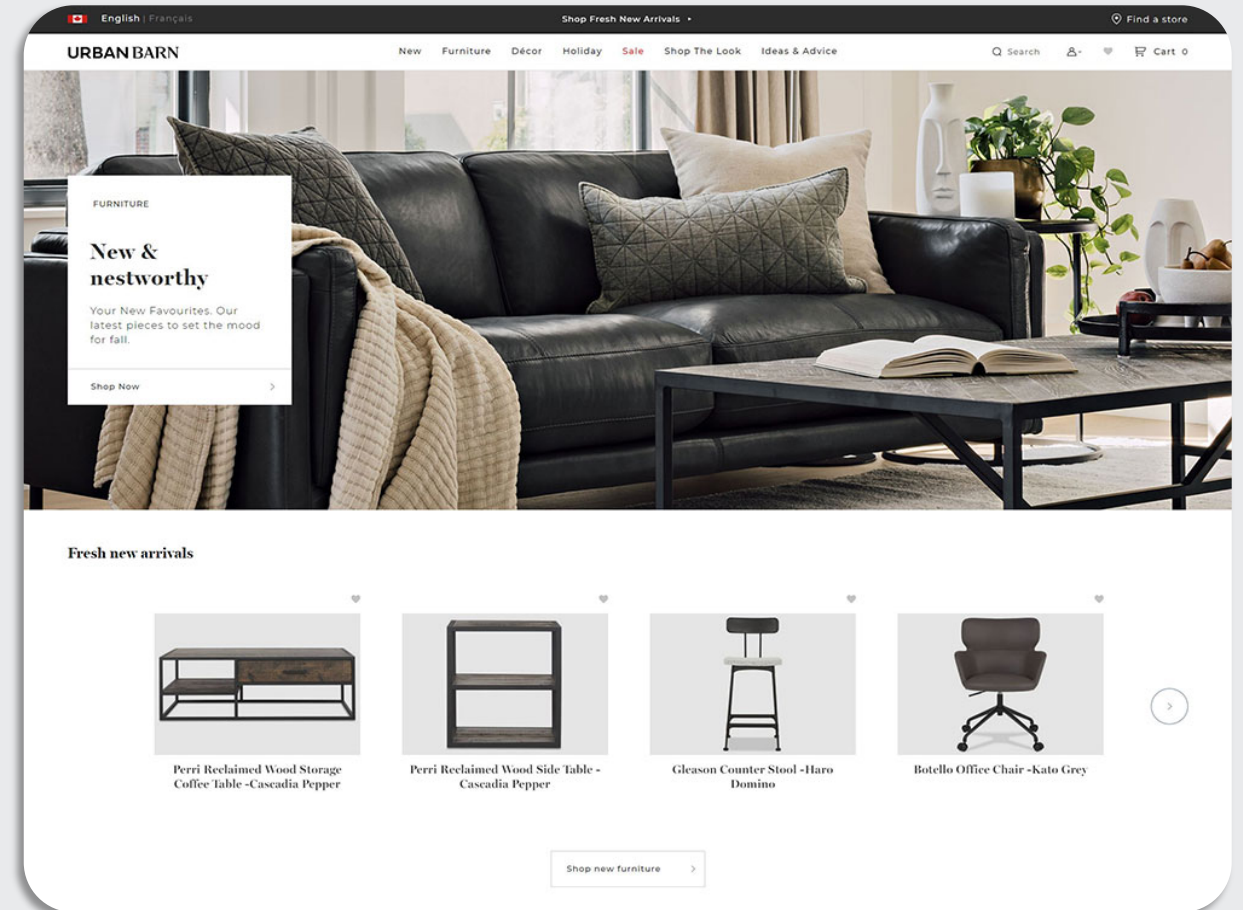 English | Français
Shop Fresh New Arrivals
Find a store
URBAN BARN
New Furniture Décor Holiday Sale Shop The Look Ideas & Advice
Search
Cart 0
FURNITURE
New &
nestworthy
Your New Favourites. Our
latest pieces to set the mood
for fall.
Shop Now
Fresh new arrivals
Perri Reclaimed Wood Storage
Coffee Table -Cascadia Pepper
Perri Reclaimed Wood Side Table -
Cascadia Pepper
Gleason Counter Stool -Haro
Domino
Botello Office Chair -Kato Grey
Shop new furniture